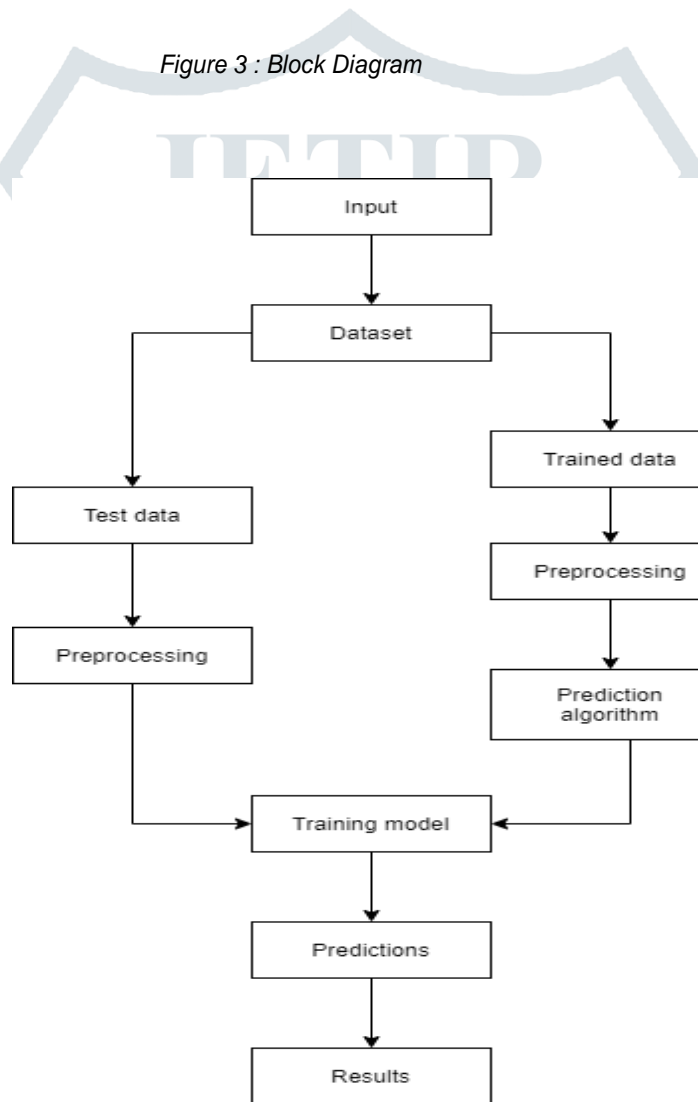 Figure 3 : Block Diagram
Input
Dataset
Trained data
Test data
Preprocessing
Preprocessing
Prediction
algorithm
Training model
Predictions
Results